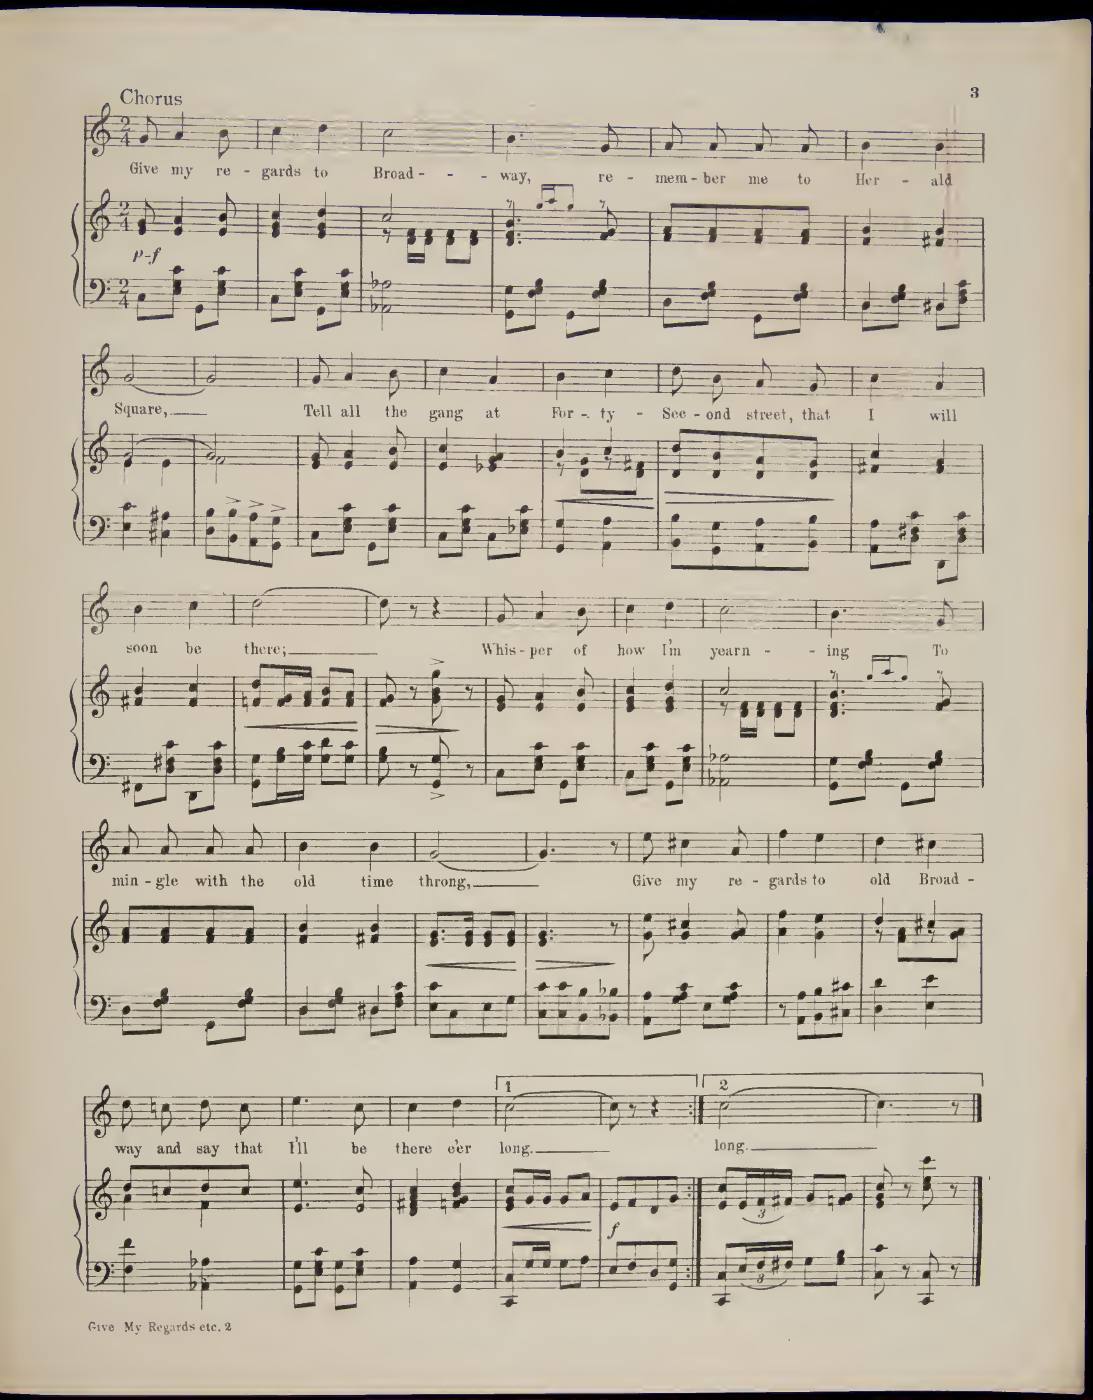 3
Chorus
Give my re - gards to Broad - - - way, re - mem - ber me to Her - ald
p-f
Square, Tell all the gang at For - ty - See - ond street, that I will
soon be there; Whis - per of how I'm yearn - - ing To
min - gle with the old time throng, Give my re - gards to old Broad -
1 2
way and say that I'll be there e'er long. long.
3
f
3
Give My Regards etc. 2